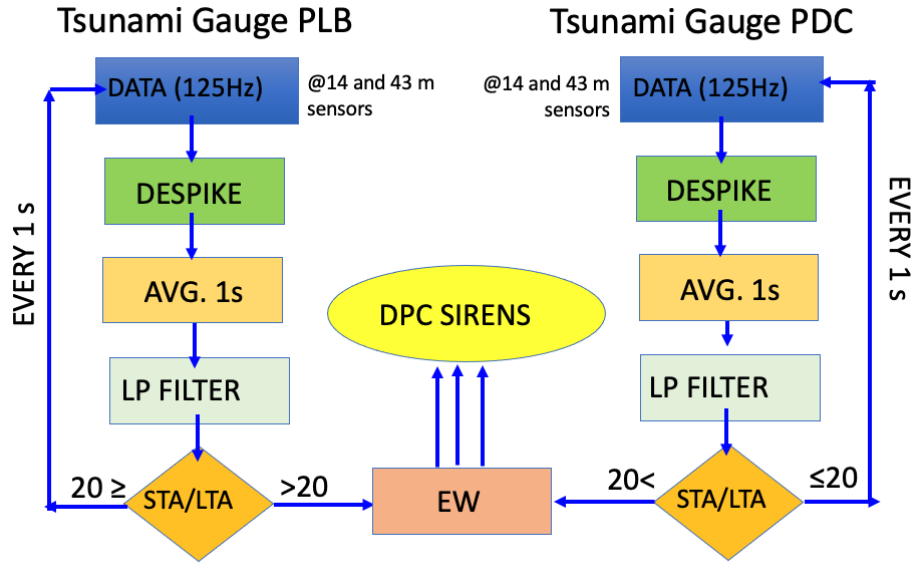 Tsunami Gauge PLB
Tsunami Gauge PDC
DATA (125Hz)
@14 and 43 m
sensors
@14 and 43 m
sensors
DATA (125Hz)
DESPIKE
DESPIKE
EVERY 1 s
EVERY 1 s
AVG. 1s
AVG. 1s
DPC SIRENS
LP FILTER
LP FILTER
20 ≥
STA/LTA
>20
EW
20<
STA/LTA
≤20